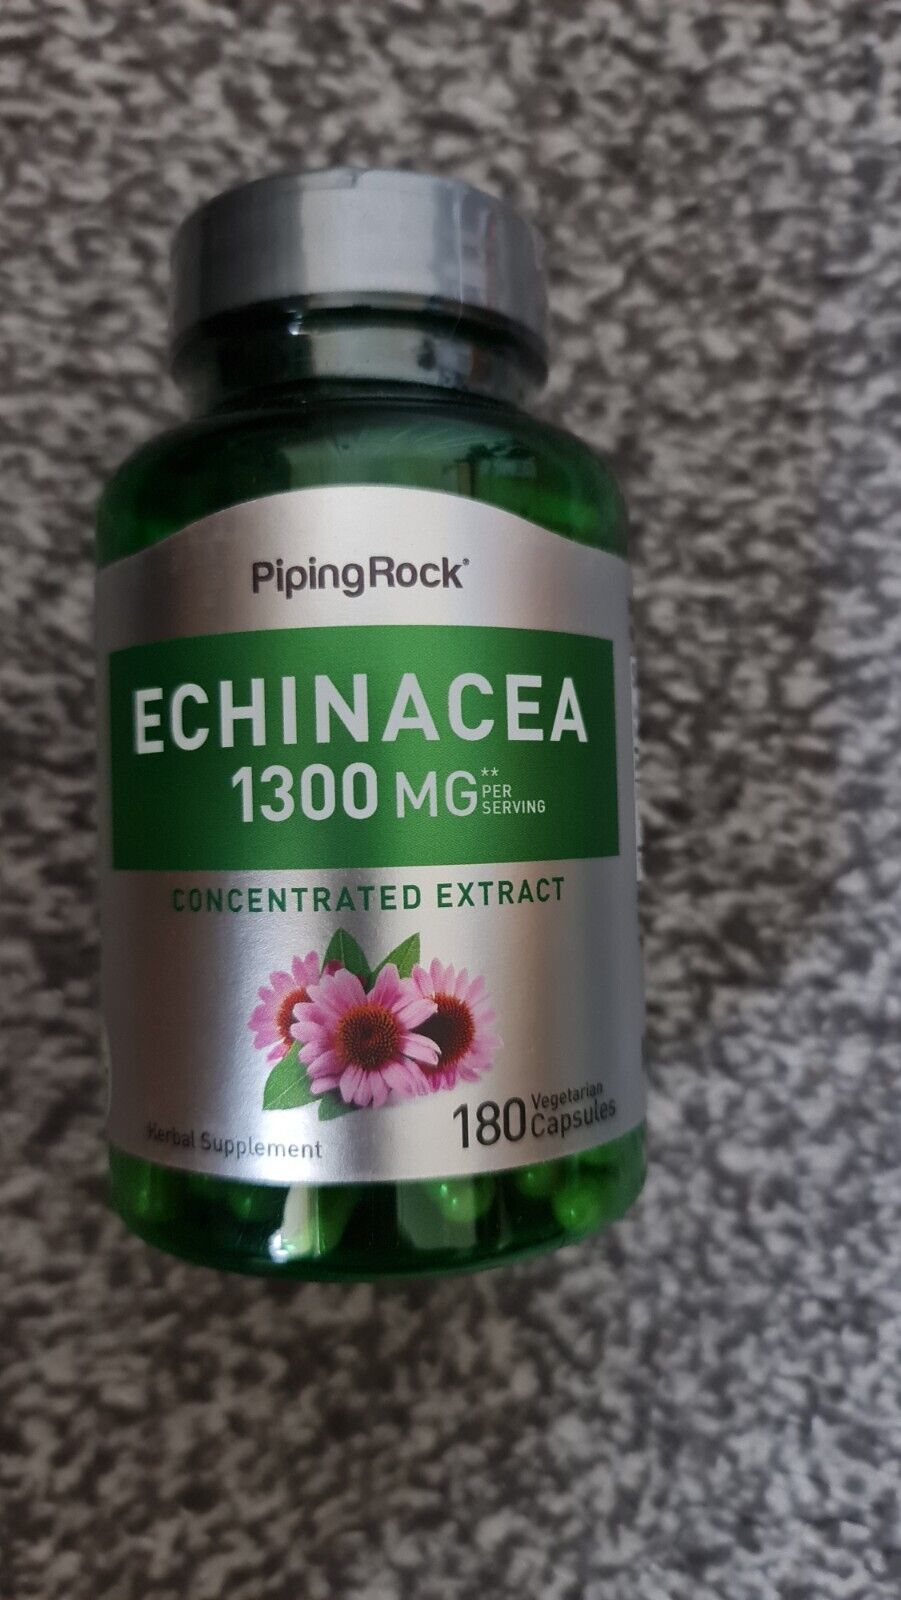 PipingRock®
ECHINACEA
1300 MG** PER SERVING
CONCENTRATED EXTRACT
180 Vegetarian Capsules
Herbal Supplement